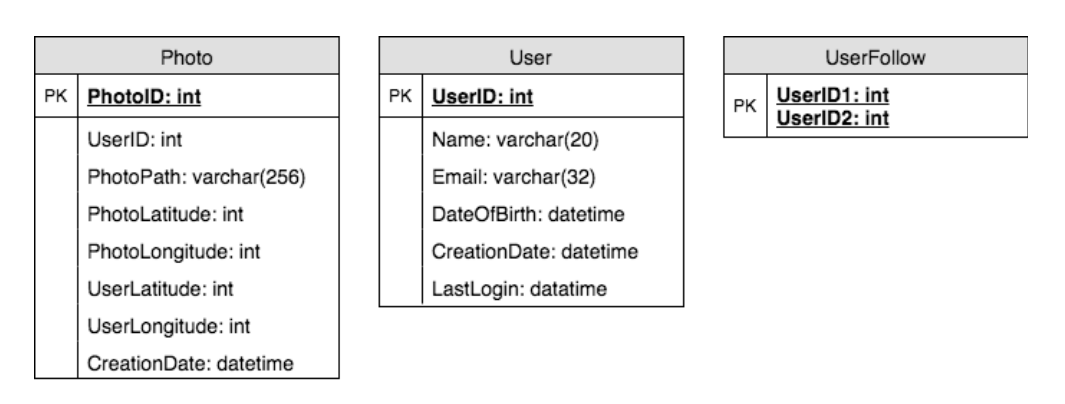 Photo
PK PhotoID: int
UserID: int
PhotoPath: varchar(256)
PhotoLatitude: int
PhotoLongitude: int
UserLatitude: int
UserLongitude: int
CreationDate: datetime
User
PK UserID: int
Name: varchar(20)
Email: varchar(32)
DateOfBirth: datetime
CreationDate: datetime
LastLogin: datatime
UserFollow
PK UserID1: int
UserID2: int